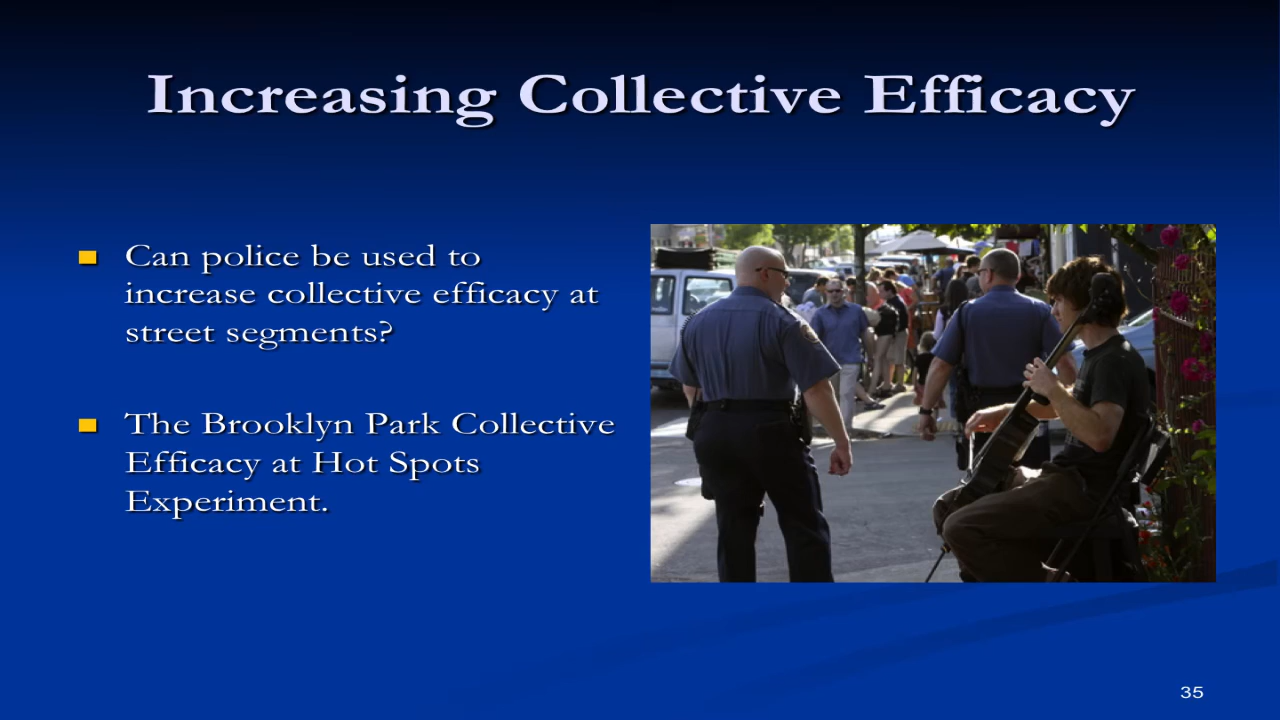 Increasing Collective Efficacy
Can police be used to
increase collective efficacy at
street segments?
The Brooklyn Park Collective
Efficacy at Hot Spots
Experiment.
35